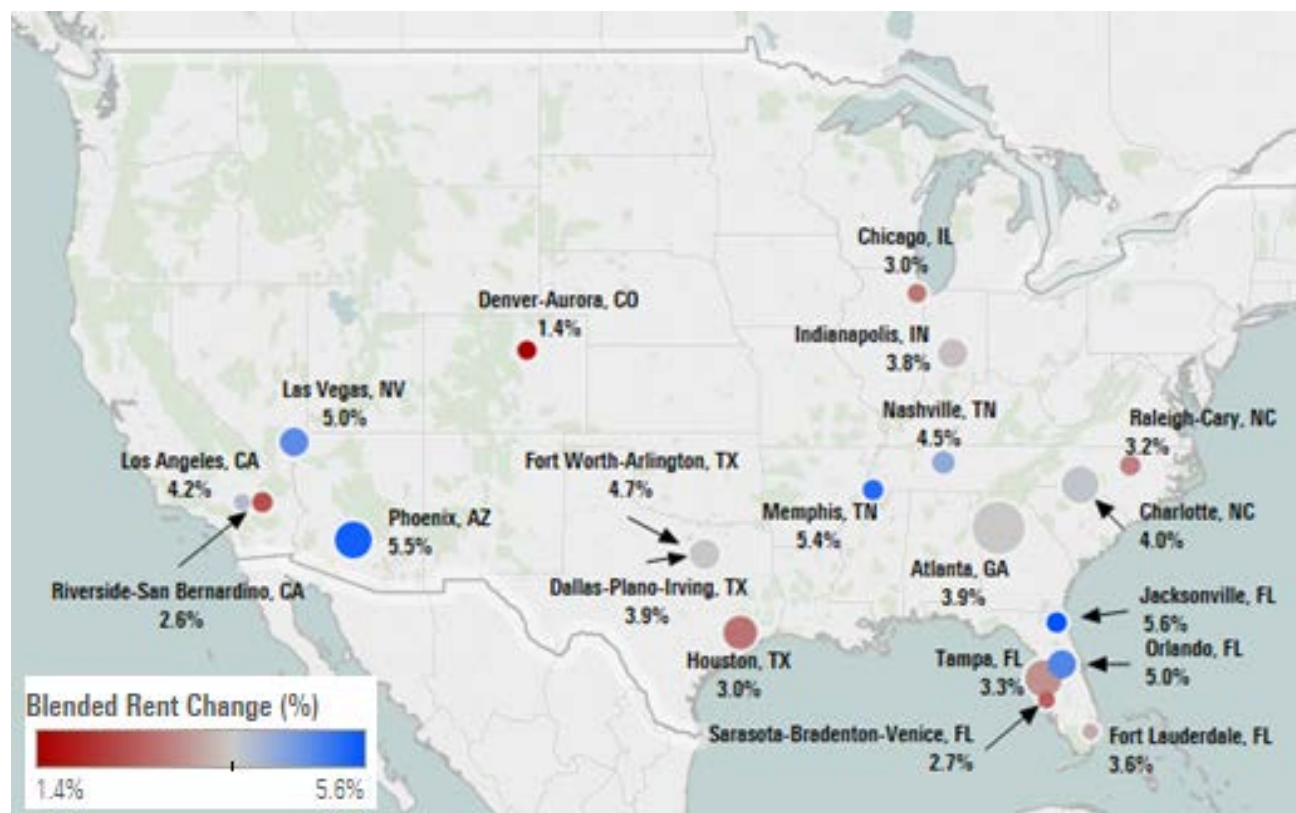 Chicago, IL
3.0%
Denver-Aurora, CO
1.4%
Indianapolis, IN
3.8%
Las Vegas, NV
5.0%
Nashville, TN
4.5%
Raleigh-Cary, NC
3.2%
Los Angeles, CA
4.2%
Fort Worth-Arlington, TX
4.7%
Phoenix, AZ
5.5%
Memphis, TN
5.4%
Charlotte, NC
4.0%
Atlanta, GA
3.9%
Riverside-San Bernardino, CA
2.6%
Dallas-Plano-Irving, TX
3.9%
Jacksonville, FL
5.6%
Houston, TX
3.0%
Tampa, FL
3.3%
Orlando, FL
5.0%
Sarasota-Bradenton-Venice, FL
2.7%
Fort Lauderdale, FL
3.6%
Blended Rent Change (%)
1.4%
5.6%